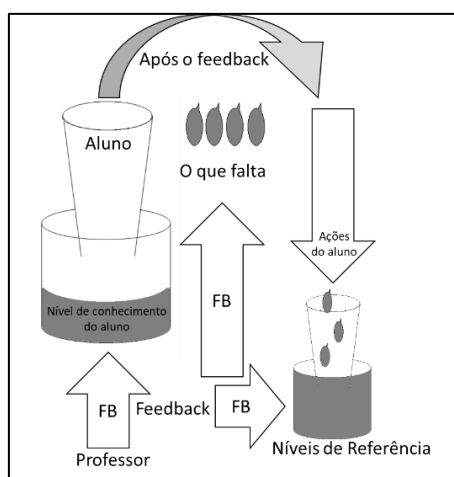 Após o feedback
Aluno
O que falta
Ações
do aluno
Nível de conhecimento
do aluno
FB
FB
Feedback
FB
Professor
Níveis de Referência